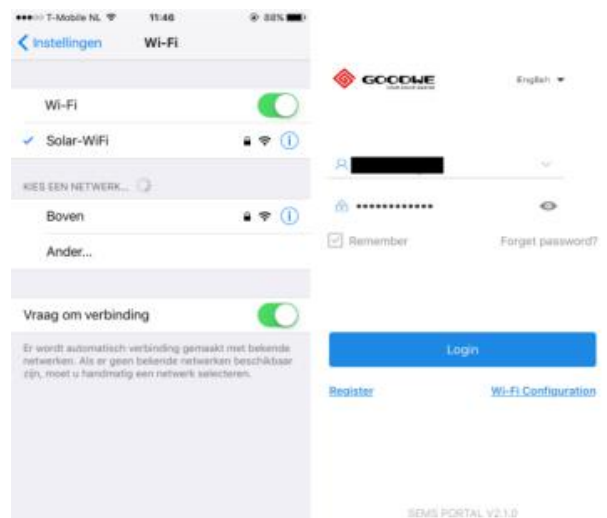 T-Mobile NL 11:46 88%
Instellingen Wi-Fi
Wi-Fi
Solar-WiFi
KIES EEN NETWERK...
Boven
Ander...
Vraag om verbinding
Er wordt automatisch verbinding gemaakt met bekende
netwerken. Als er geen bekende netwerken beschikbaar
zijn, moet u handmatig een netwerk selecteren.
GOODWE
English
Remember Forget password?
Login
Register Wi-Fi Configuration
SEMS PORTAL V2.1.0